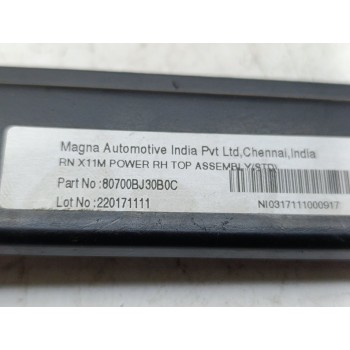 Magna Automotive India Pvt Ltd,Chennai,India
RN X11M POWER RH TOP ASSEMBLY(STD)
Part No :80700BJ30B0C
Lot No :220171111
NI0317111000917